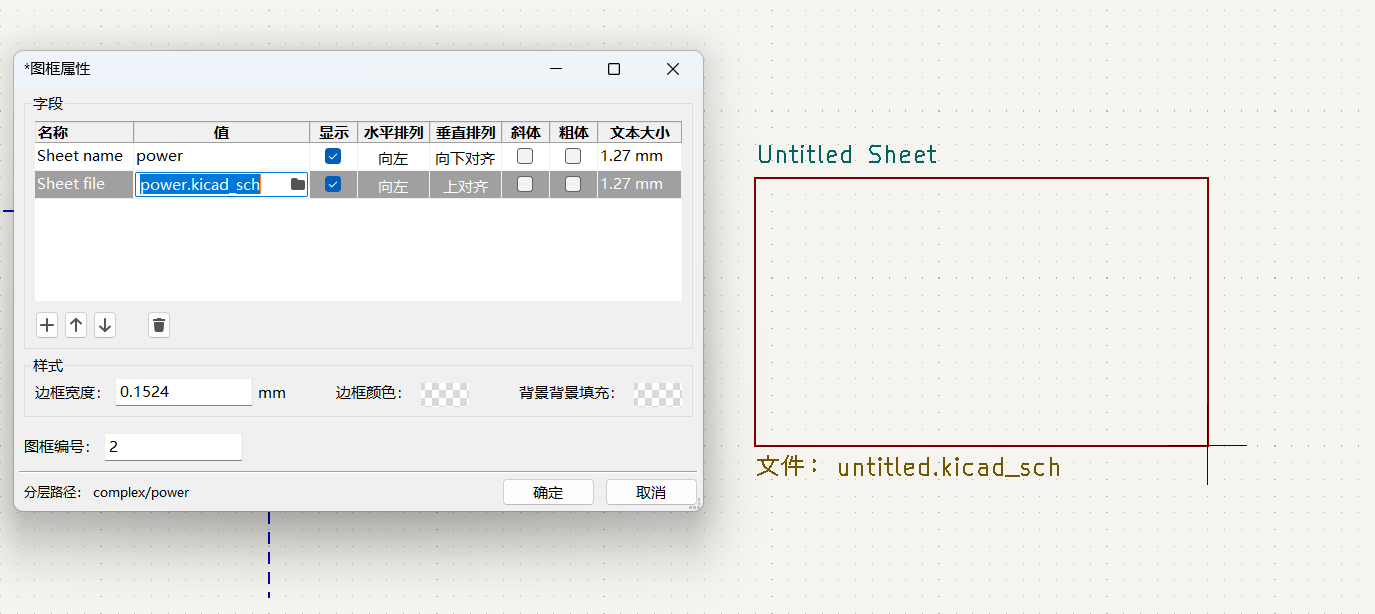 *图框属性
字段
名称 值 显示 水平排列 垂直排列 斜体 粗体 文本大小
Sheet name power 向左 向下对齐 1.27 mm
Sheet file power.kicad_sch 向左 上对齐 1.27 mm
样式
边框宽度： 0.1524 mm 边框颜色： 背景背景填充：
图框编号： 2
分层路径： complex/power 确定 取消
Untitled Sheet
文件： untitled.kicad_sch